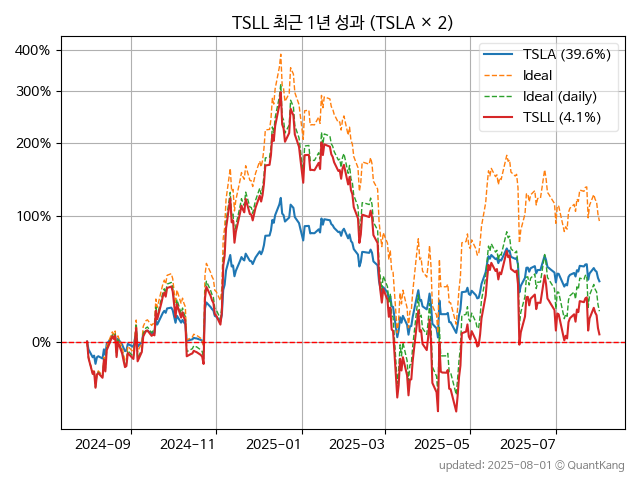 TSLL 최근 1년 성과 (TSLA × 2)
400%
300%
200%
100%
0%
TSLA (39.6%)
Ideal
Ideal (daily)
TSLL (4.1%)
2024-09
2024-11
2025-01
2025-03
2025-05
2025-07
updated: 2025-08-01 © QuantKang